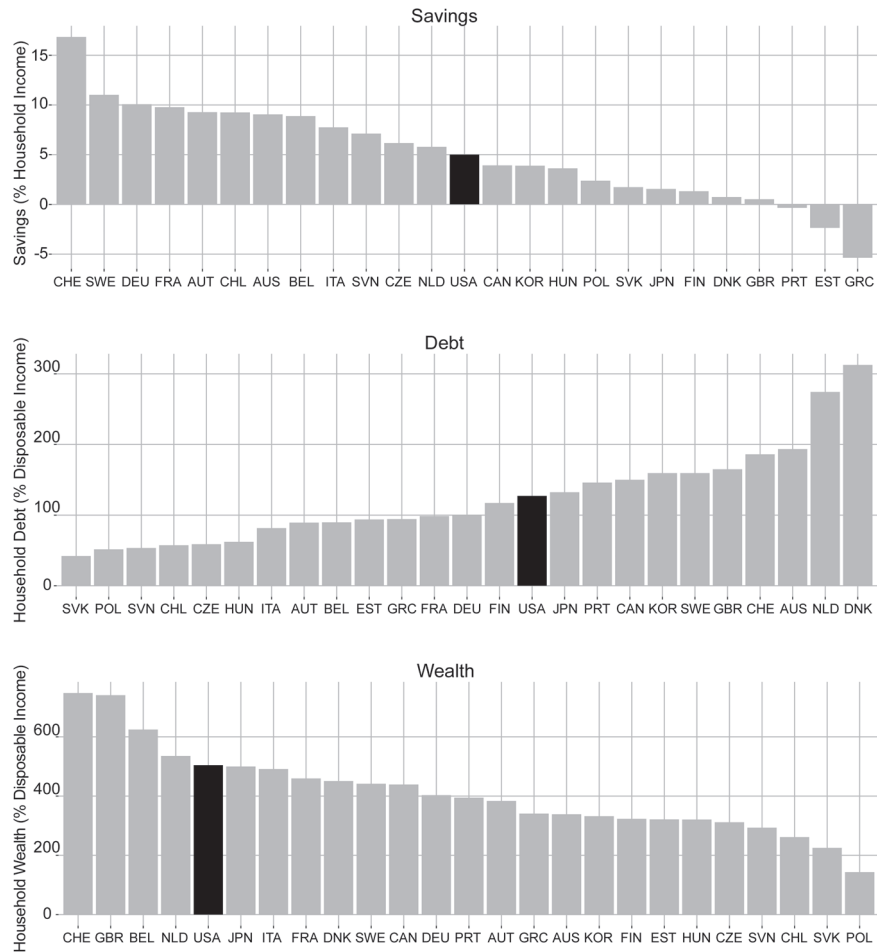 Savings
Savings (% Household Income)
15
10
5
0
-5
CHE SWE DEU FRA AUT CHL AUS BEL ITA SVN CZE NLD USA CAN KOR HUN POL SVK JPN FIN DNK GBR PRT EST GRC
Debt
Household Debt (% Disposable Income)
300
200
100
0
SVK POL SVN CHL CZE HUN ITA AUT BEL EST GRC FRA DEU FIN USA JPN PRT CAN KOR SWE GBR CHE AUS NLD DNK
Wealth
Household Wealth (% Disposable Income)
600
400
200
0
CHE GBR BEL NLD USA JPN ITA FRA DNK SWE CAN DEU PRT AUT GRC AUS KOR FIN EST HUN CZE SVN CHL SVK POL